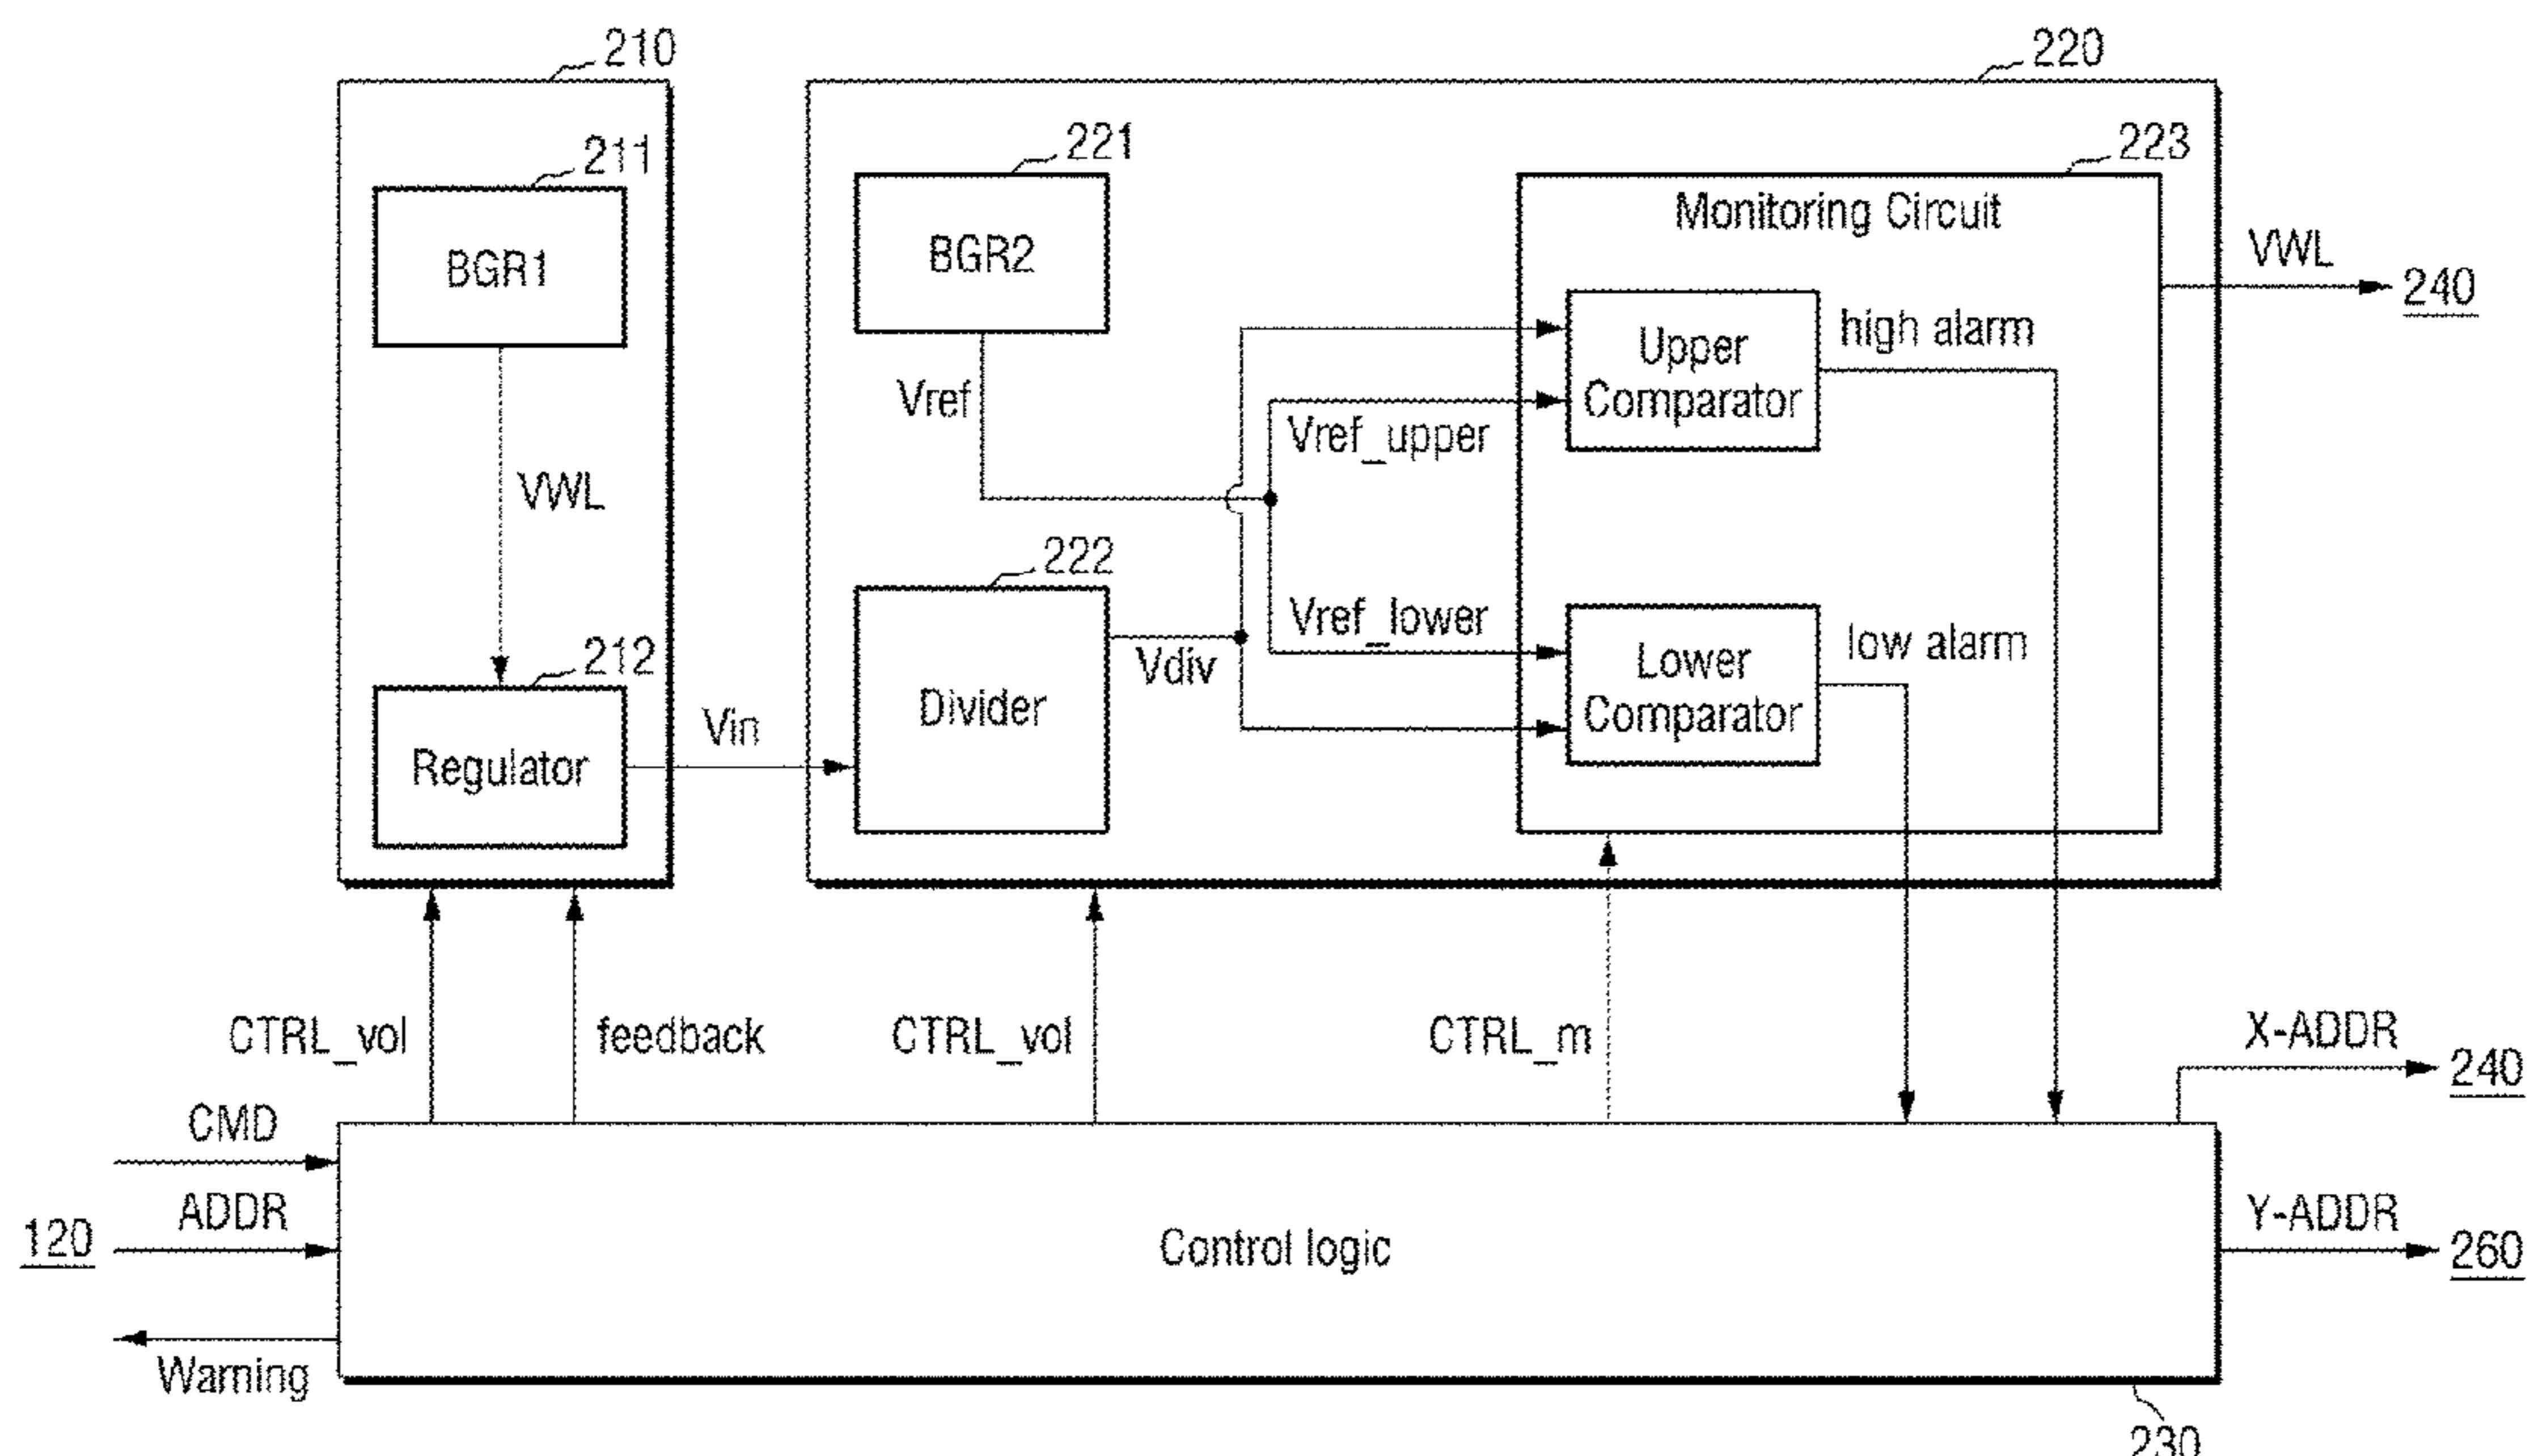 210
220
211
221
223
BGR1
BGR2
Monitoring Circuit
VWL
240
Upper
Comparator
high alarm
Vref
Vref_upper
VWL
222
Vref_lower
212
Vdiv
Lower
Comparator
low alarm
Regulator
Vin
Divider
CTRL_vol
feedback
CTRL_vol
CTRL_m
X-ADDR
240
CMD
ADDR
120
Control logic
Y-ADDR
260
Warning
230